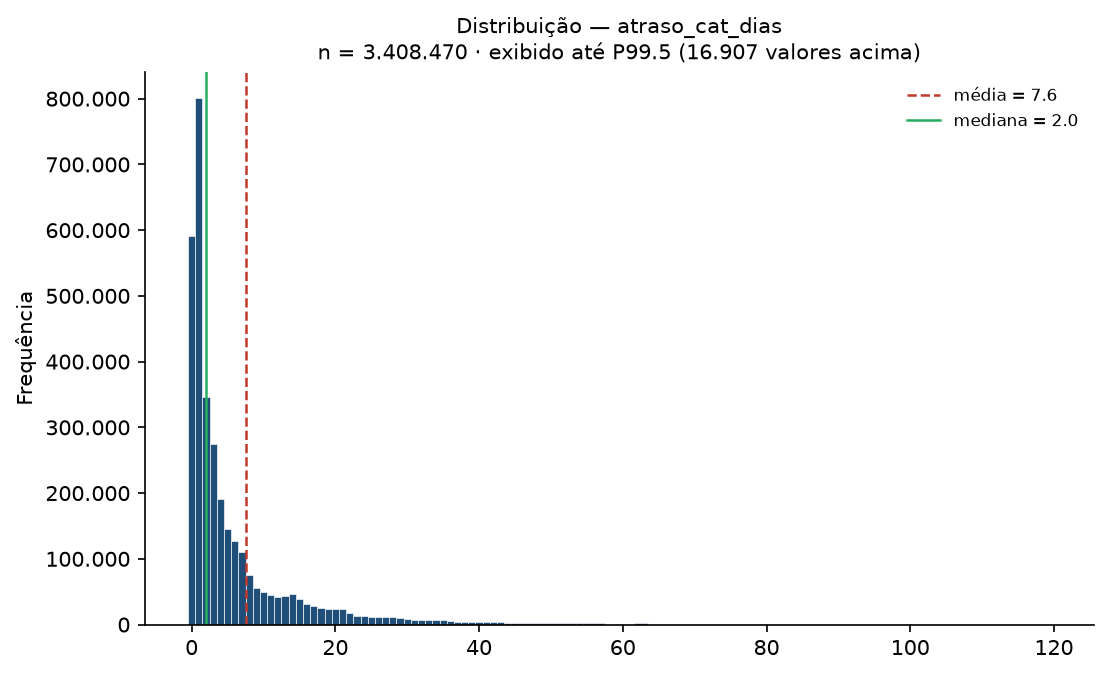 Distribuição — atraso_cat_dias
n = 3.408.470 · exibido até P99.5 (16.907 valores acima)
média = 7.6
mediana = 2.0
Frequência
800.000
700.000
600.000
500.000
400.000
300.000
200.000
100.000
0
0 20 40 60 80 100 120